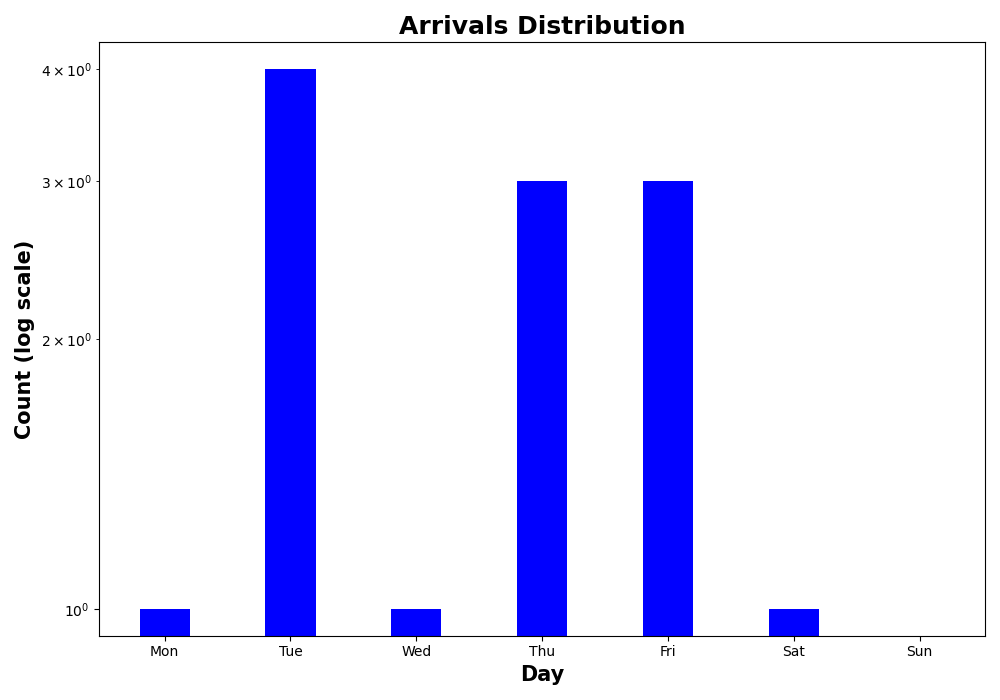 Arrivals Distribution
Count (log scale)
4 × 10⁰
3 × 10⁰
2 × 10⁰
10⁰
Mon Tue Wed Thu Fri Sat Sun
Day